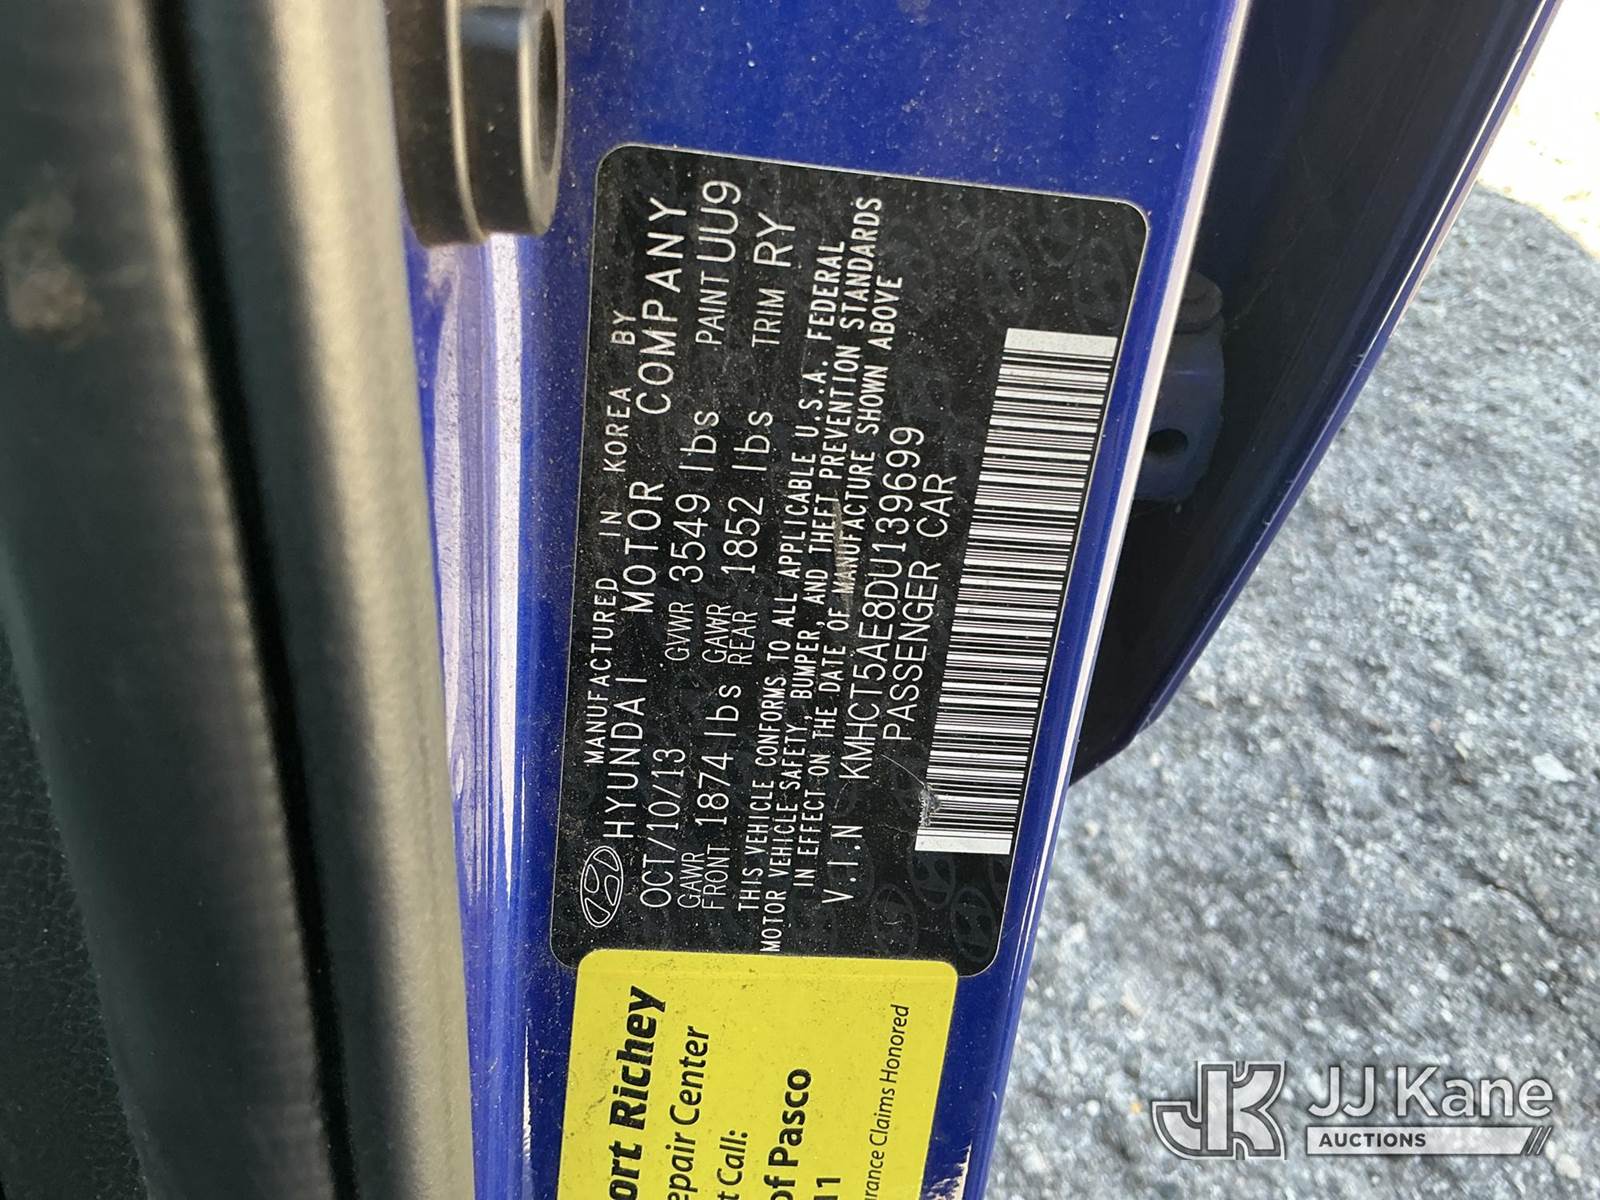 MANUFACTURED IN KOREA BY
HYUNDAI MOTOR COMPANY
OCT/10/13 GVWR 3549 lbs PAINT UU9
GAWR FRONT 1874 lbs GAWR REAR 1852 lbs TRIM RY
THIS VEHICLE CONFORMS TO ALL APPLICABLE U.S.A. FEDERAL
MOTOR VEHICLE SAFETY, BUMPER, AND THEFT PREVENTION STANDARDS
IN EFFECT ON THE DATE OF MANUFACTURE SHOWN ABOVE
V.I.N KMHCT5AE8DU139699
PASSENGER CAR
ort Richey
epair Center
t Call:
of Pasco
11
urance Claims Honored
JK JJ Kane
AUCTIONS